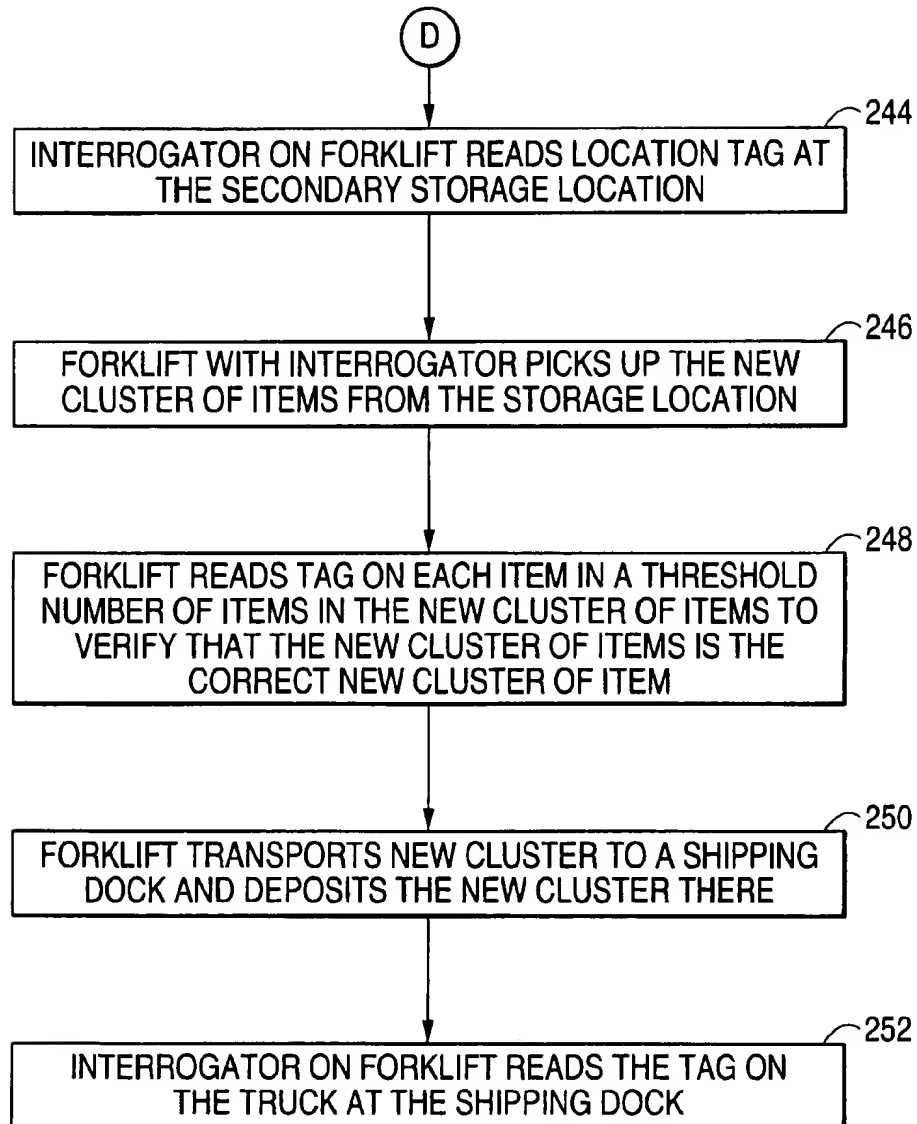 D
244
INTERROGATOR ON FORKLIFT READS LOCATION TAG AT
THE SECONDARY STORAGE LOCATION
246
FORKLIFT WITH INTERROGATOR PICKS UP THE NEW
CLUSTER OF ITEMS FROM THE STORAGE LOCATION
248
FORKLIFT READS TAG ON EACH ITEM IN A THRESHOLD
NUMBER OF ITEMS IN THE NEW CLUSTER OF ITEMS TO
VERIFY THAT THE NEW CLUSTER OF ITEMS IS THE
CORRECT NEW CLUSTER OF ITEM
250
FORKLIFT TRANSPORTS NEW CLUSTER TO A SHIPPING
DOCK AND DEPOSITS THE NEW CLUSTER THERE
252
INTERROGATOR ON FORKLIFT READS THE TAG ON
THE TRUCK AT THE SHIPPING DOCK